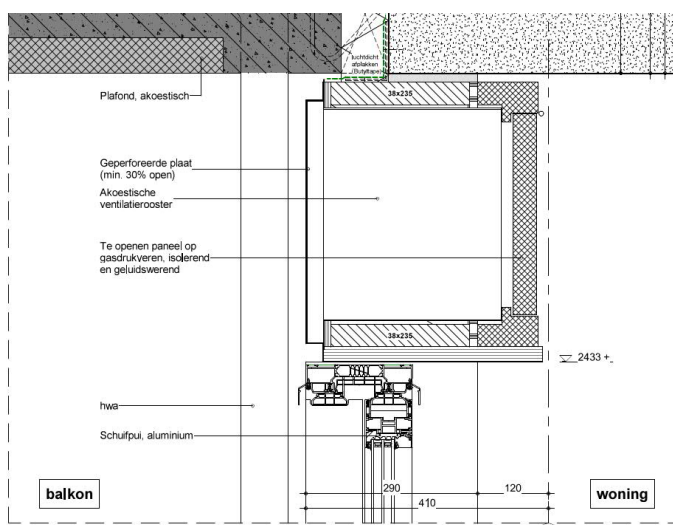 luchtdicht
afplakken
(Butyltape)
38x235
Plafond, akoestisch
Geperforeerde plaat
(min. 30% open)
Akoestische
ventilatierooster
Te openen paneel op
gasdrukveren, isolerend
en geluidswerend
38x235
2433 +
hwa
Schuifpui, aluminium
290
120
410
balkon
woning